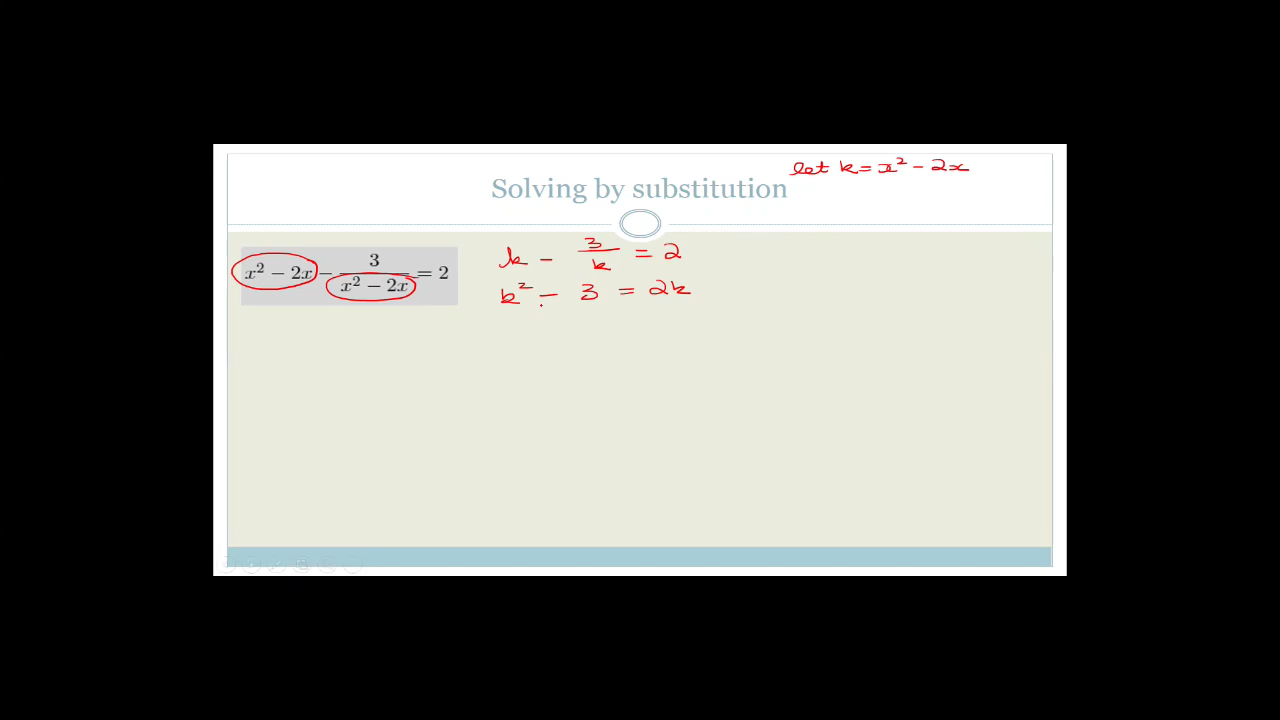 let k = x² - 2x
Solving by substitution
x² − 2x − 3/(x² − 2x) = 2
k - 3/k = 2
k² - 3 = 2k